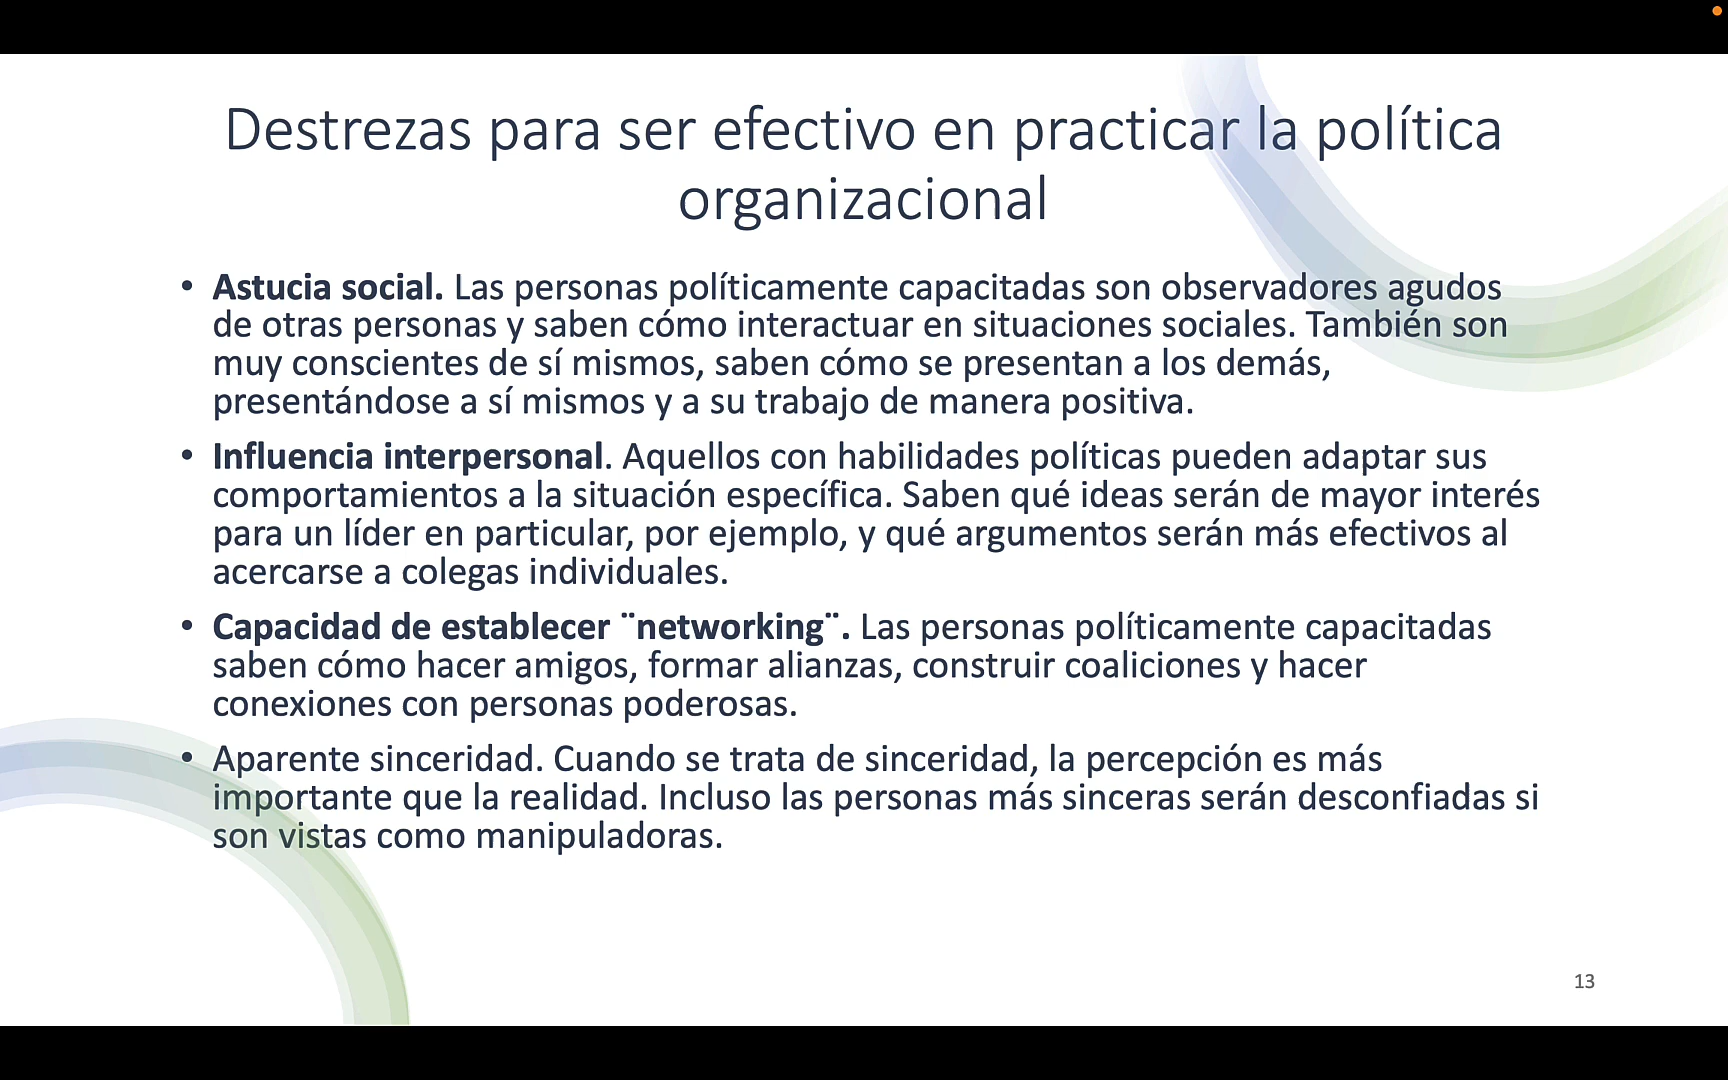 Destrezas para ser efectivo en practicar la política
organizacional
• Astucia social. Las personas políticamente capacitadas son observadores agudos
de otras personas y saben cómo interactuar en situaciones sociales. También son
muy conscientes de sí mismos, saben cómo se presentan a los demás,
presentándose a sí mismos y a su trabajo de manera positiva.
• Influencia interpersonal. Aquellos con habilidades políticas pueden adaptar sus
comportamientos a la situación específica. Saben qué ideas serán de mayor interés
para un líder en particular, por ejemplo, y qué argumentos serán más efectivos al
acercarse a colegas individuales.
• Capacidad de establecer ¨networking¨. Las personas políticamente capacitadas
saben cómo hacer amigos, formar alianzas, construir coaliciones y hacer
conexiones con personas poderosas.
• Aparente sinceridad. Cuando se trata de sinceridad, la percepción es más
importante que la realidad. Incluso las personas más sinceras serán desconfiadas si
son vistas como manipuladoras.
13